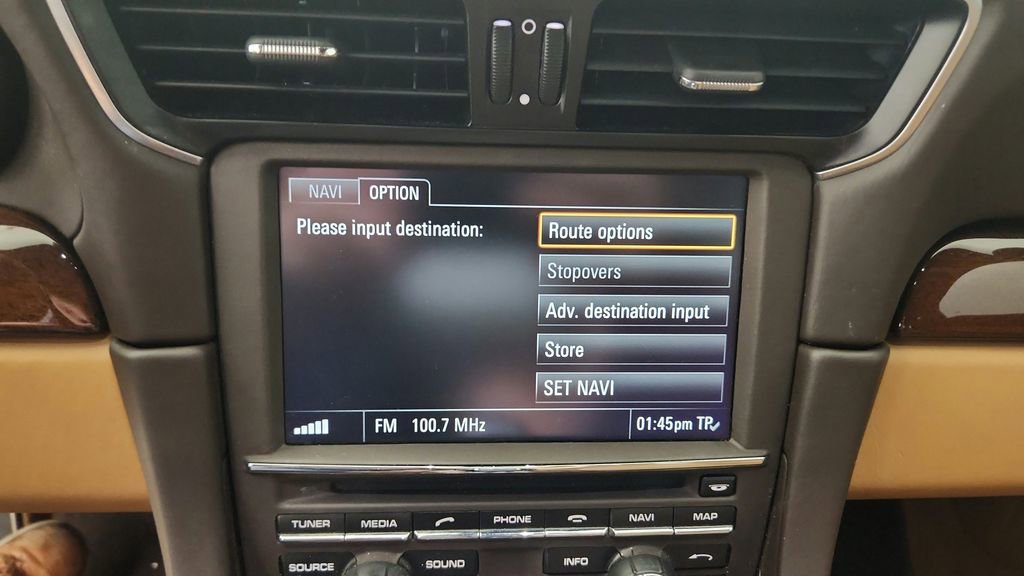 NAVI OPTION
Please input destination:
Route options
Stopovers
Adv. destination input
Store
SET NAVI
FM 100.7 MHz 01:45pm TP
TUNER MEDIA PHONE NAVI MAP
SOURCE SOUND INFO